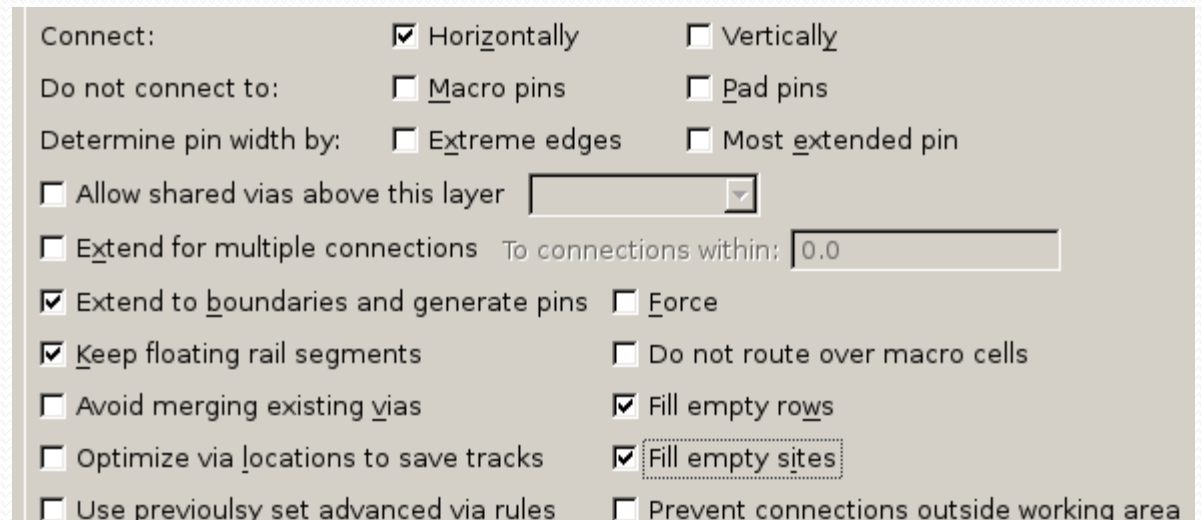 Connect: Horizontally Vertically
Do not connect to: Macro pins Pad pins
Determine pin width by: Extreme edges Most extended pin
Allow shared vias above this layer
Extend for multiple connections To connections within: 0.0
Extend to boundaries and generate pins Force
Keep floating rail segments Do not route over macro cells
Avoid merging existing vias Fill empty rows
Optimize via locations to save tracks Fill empty sites
Use previoulsy set advanced via rules Prevent connections outside working area